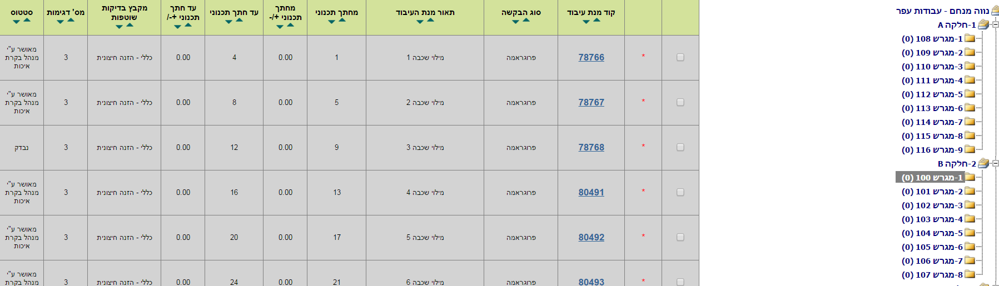 נווה מנחם - עבודות עפר
1-חלקה A
1-מגרש 108 (0)
2-מגרש 109 (0)
3-מגרש 110 (0)
4-מגרש 111 (0)
5-מגרש 112 (0)
6-מגרש 113 (0)
7-מגרש 114 (0)
8-מגרש 115 (0)
9-מגרש 116 (0)
2-חלקה B
1-מגרש 100 (0)
2-מגרש 101 (0)
3-מגרש 102 (0)
4-מגרש 103 (0)
5-מגרש 104 (0)
6-מגרש 105 (0)
7-מגרש 106 (0)
8-מגרש 107 (0)
קוד מנת עיבוד
סוג הבקשה
תאור מנת העיבוד
מחתך תכנוני
מחתך
תכנוני +/-
עד חתך תכנוני
עד חתך
תכנוני +-/
מקבץ בדיקות
שוטפות
מס' דגימות
סטטוס
* 78766 פרוגראמה מילוי שכבה 1 1 0.00 4 0.00 כללי - הזנה חיצונית 3
מאושר ע"י
מנהל בקרת
איכות
* 78767 פרוגראמה מילוי שכבה 2 5 0.00 8 0.00 כללי - הזנה חיצונית 3
מאושר ע"י
מנהל בקרת
איכות
* 78768 פרוגראמה מילוי שכבה 3 9 0.00 12 0.00 כללי - הזנה חיצונית 3 נבדק
* 80491 פרוגראמה מילוי שכבה 4 13 0.00 16 0.00 כללי - הזנה חיצונית 3
מאושר ע"י
מנהל בקרת
איכות
* 80492 פרוגראמה מילוי שכבה 5 17 0.00 20 0.00 כללי - הזנה חיצונית 3
מאושר ע"י
מנהל בקרת
איכות
* 80493 פרוגראמה מילוי שכבה 6 21 0.00 24 0.00 כללי - הזנה חיצונית 3
מאושר ע"י
מנהל בקרת